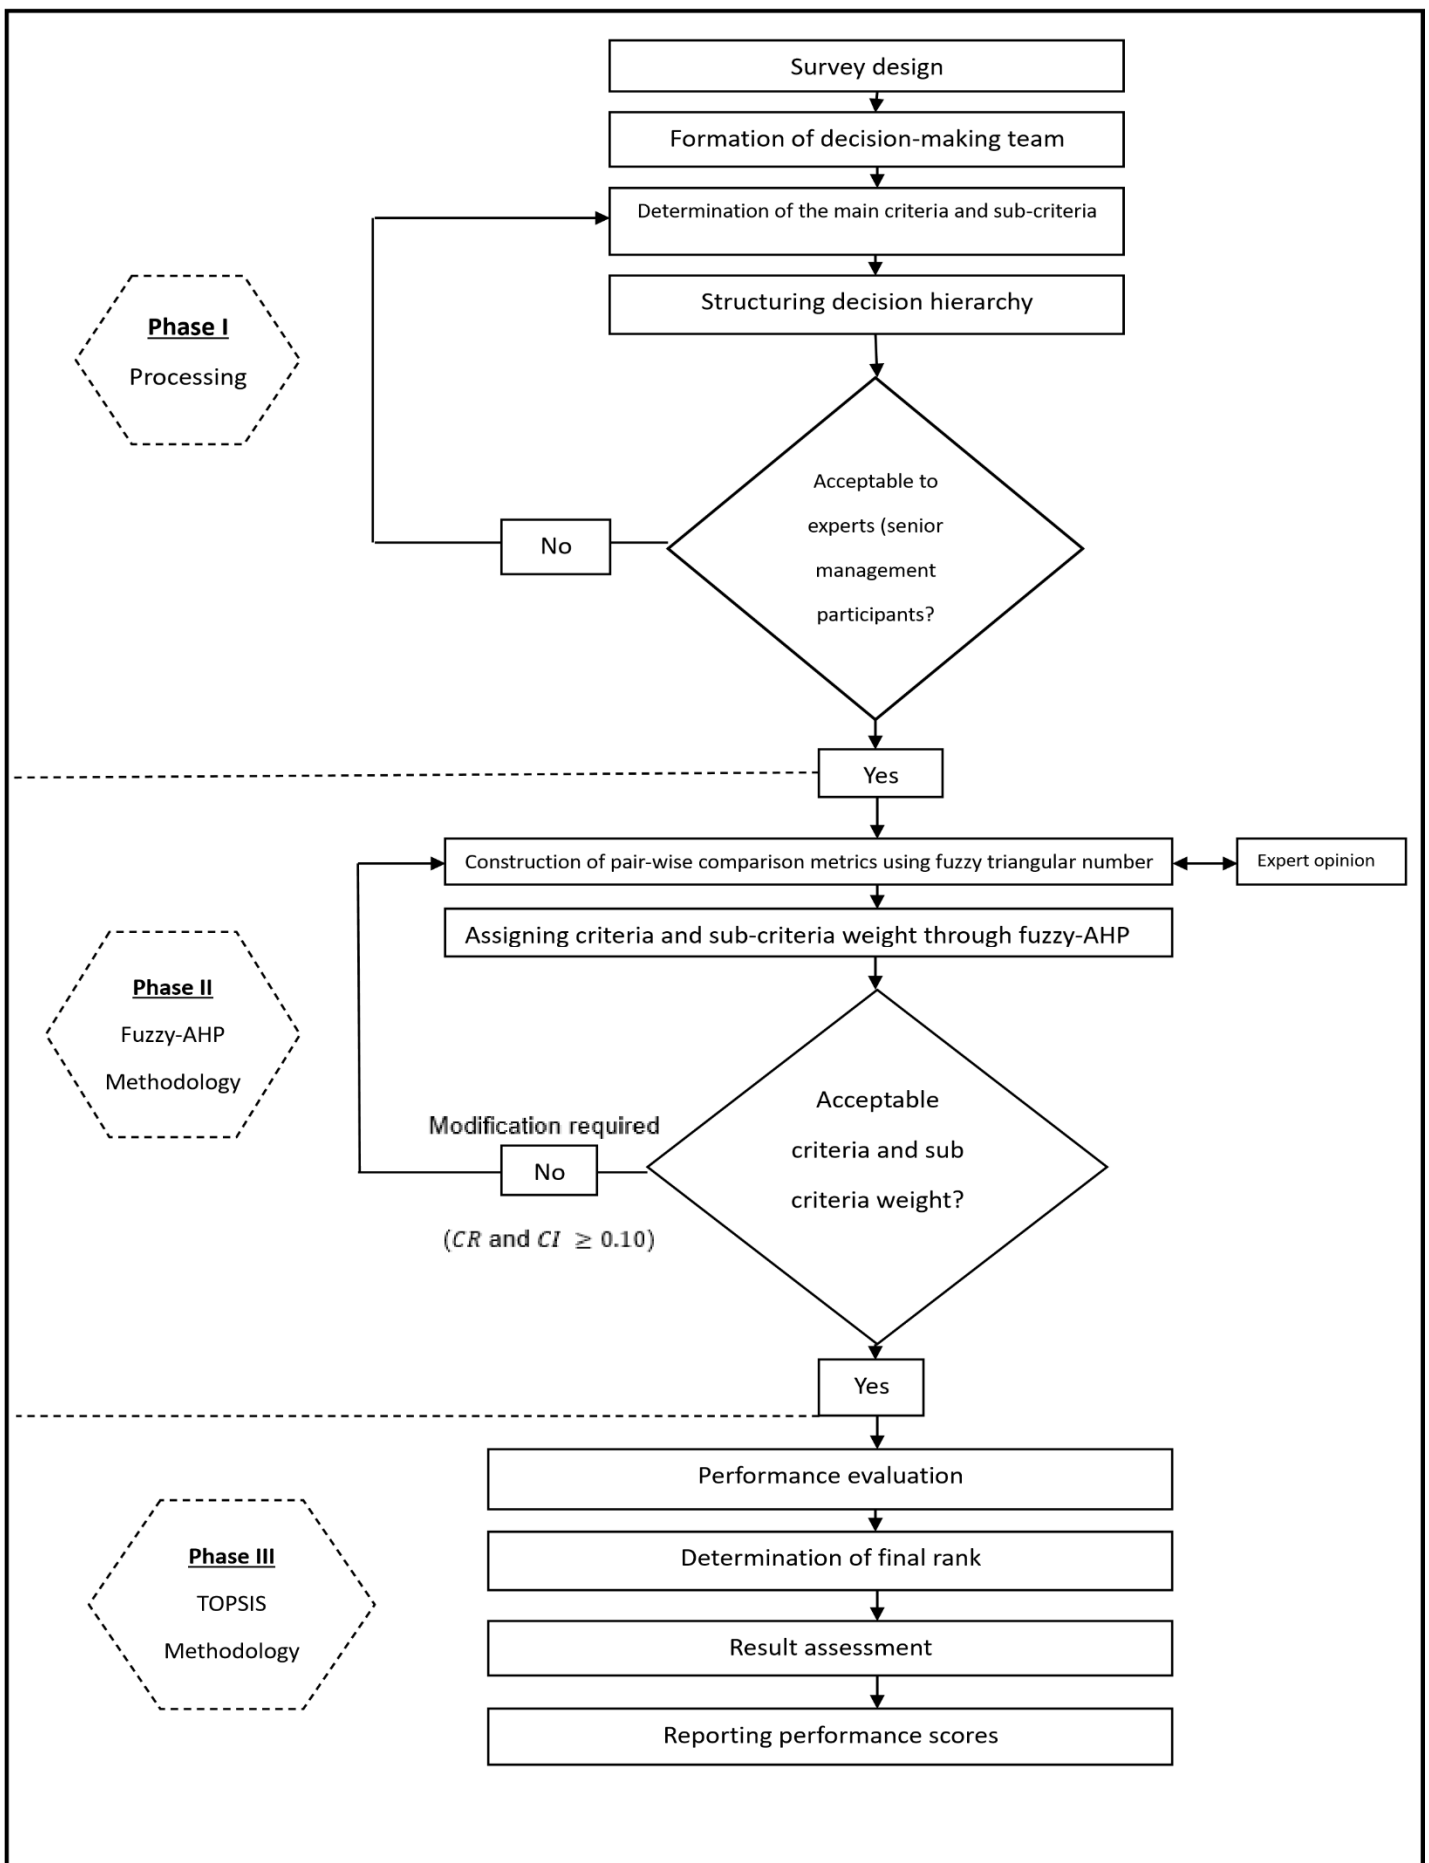 Survey design
Formation of decision-making team
Determination of the main criteria and sub-criteria
Structuring decision hierarchy
Phase I
Processing
Acceptable to
experts (senior
management
participants?
No
Yes
Construction of pair-wise comparison metrics using fuzzy triangular number
Expert opinion
Assigning criteria and sub-criteria weight through fuzzy-AHP
Phase II
Fuzzy-AHP
Methodology
Acceptable
criteria and sub
criteria weight?
Modification required
No
(CR and CI ≥ 0.10)
Yes
Performance evaluation
Determination of final rank
Phase III
TOPSIS
Methodology
Result assessment
Reporting performance scores